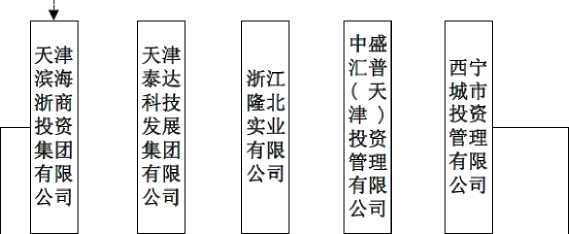 天津
滨海
浙商
投资
集团
有限
公司
天津
泰达
科技
发展
集团
有限
公司
浙江
隆北
实业
有限
公司
中盛
汇普
(天
津)
投资
管理
有限
公司
西宁
城市
投资
管理
有限
公司